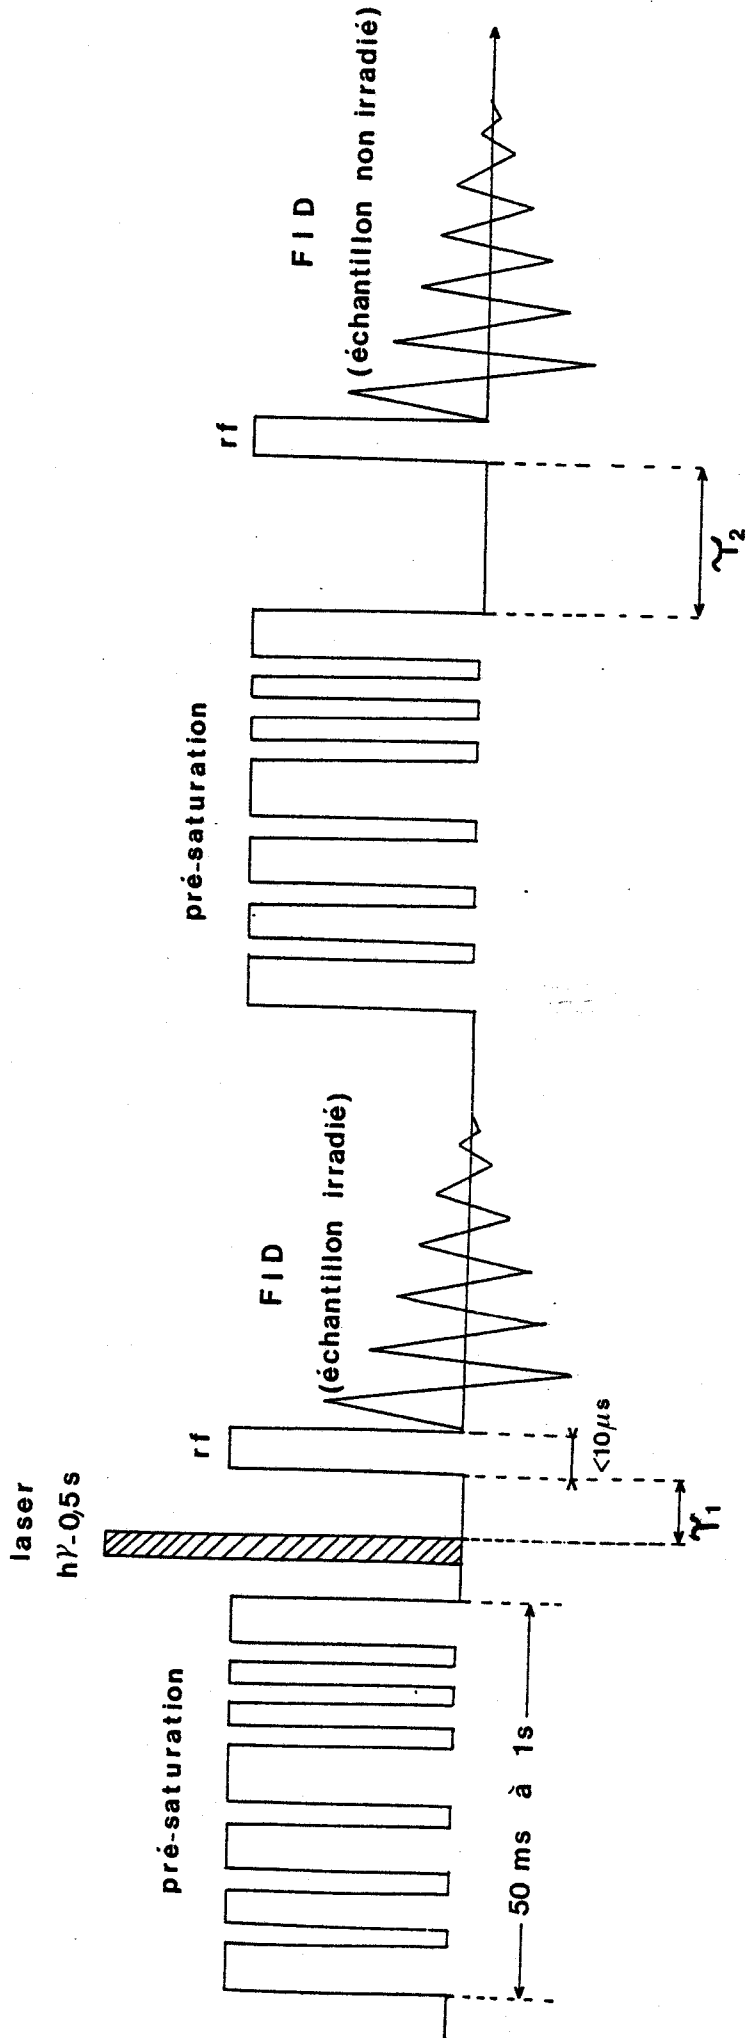 pré-saturation
laser
hν-0,5 s
rf
FID
(échantillon irradié)
50 ms à 1s
τ1
<10μs
pré-saturation
rf
FID
(échantillon non irradié)
τ2